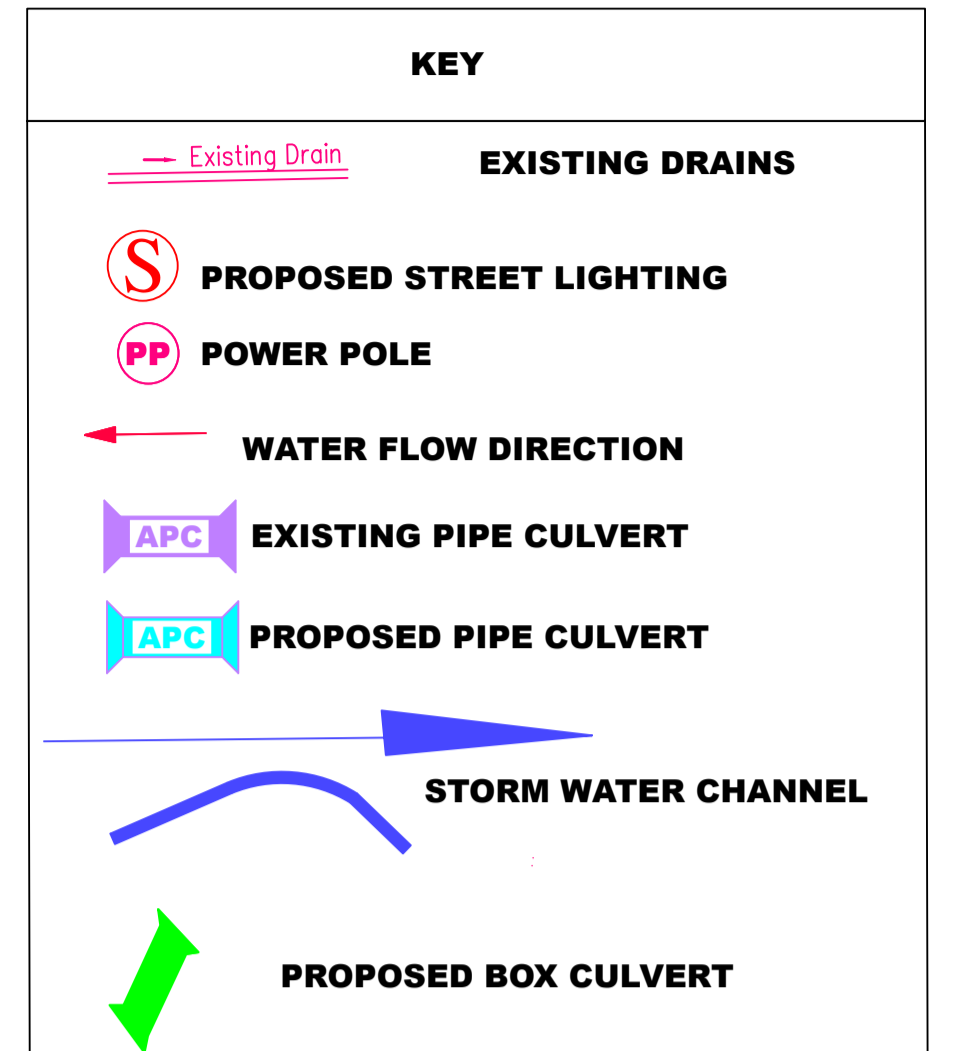 KEY
Existing Drain EXISTING DRAINS
S PROPOSED STREET LIGHTING
PP POWER POLE
WATER FLOW DIRECTION
APC EXISTING PIPE CULVERT
APC PROPOSED PIPE CULVERT
STORM WATER CHANNEL
PROPOSED BOX CULVERT